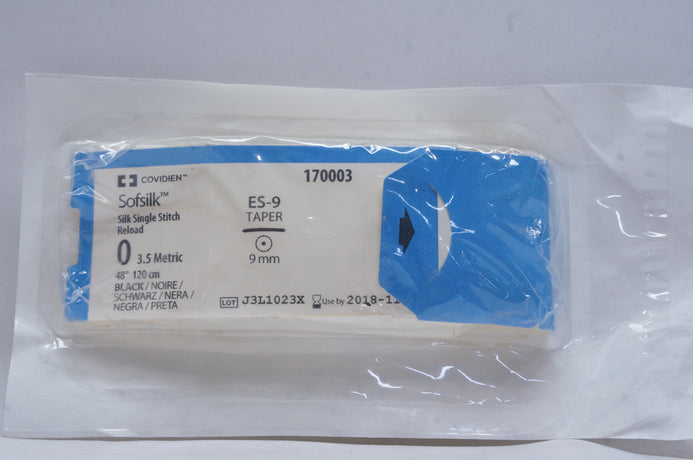 COVIDIEN™
Sofsilk™
Silk Single Stitch
Reload
0 3.5 Metric
48" 120 cm
BLACK / NOIRE /
SCHWARZ / NERA /
NEGRA / PRETA
170003
ES-9
TAPER
9 mm
LOT J3L1023X Use by 2018-11